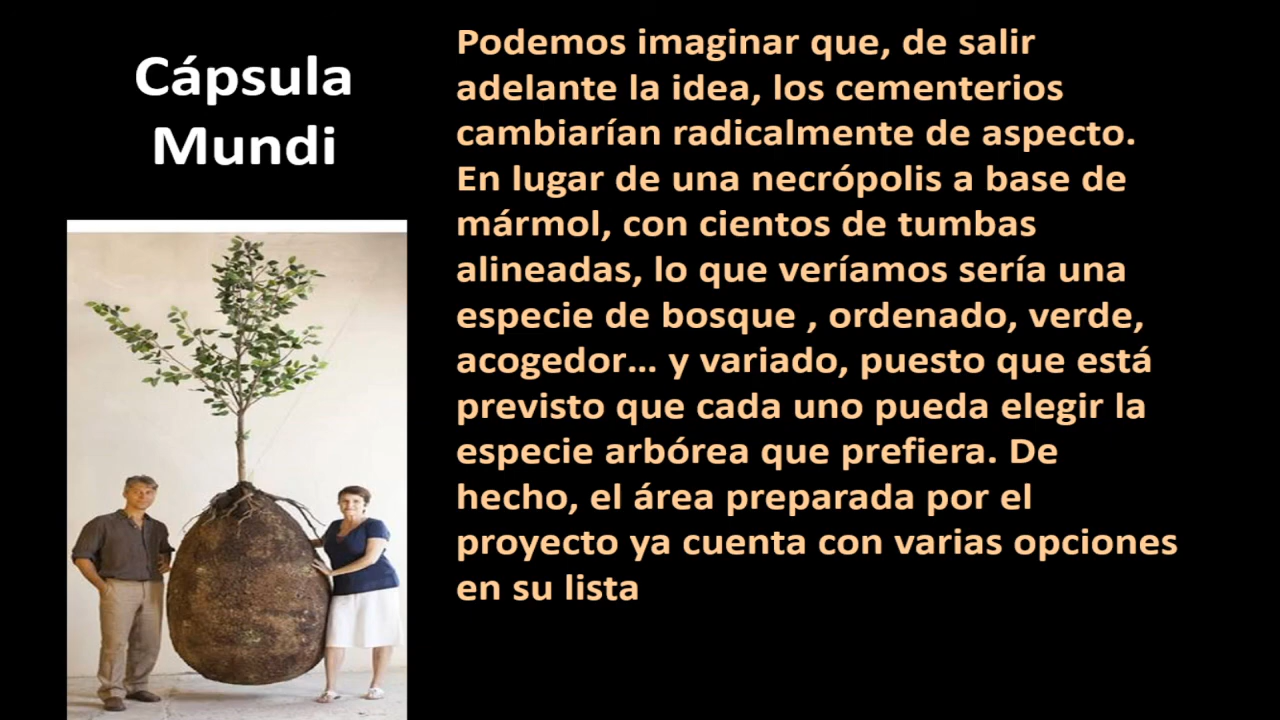 Cápsula
Mundi
Podemos imaginar que, de salir
adelante la idea, los cementerios
cambiarían radicalmente de aspecto.
En lugar de una necrópolis a base de
mármol, con cientos de tumbas
alineadas, lo que veríamos sería una
especie de bosque , ordenado, verde,
acogedor... y variado, puesto que está
previsto que cada uno pueda elegir la
especie arbórea que prefiera. De
hecho, el área preparada por el
proyecto ya cuenta con varias opciones
en su lista